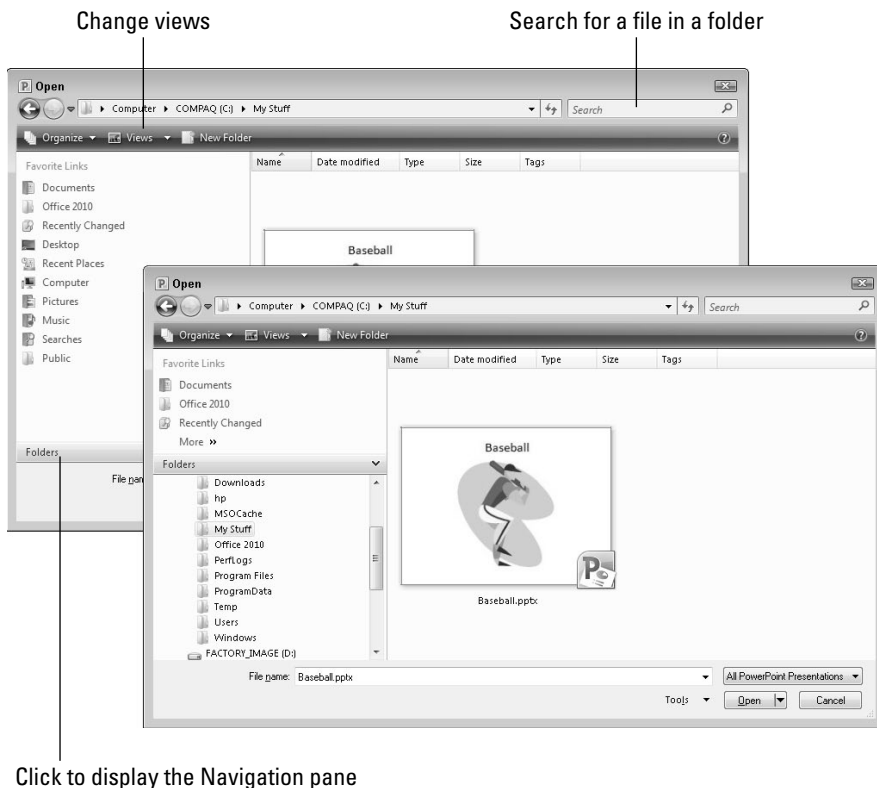 Change views
Search for a file in a folder
Open
Computer ▸ COMPAQ (C:) ▸ My Stuff
Search
Organize Views New Folder
Favorite Links
Name Date modified Type Size Tags
Documents
Office 2010
Recently Changed
Desktop
Recent Places
Computer
Pictures
Music
Searches
Public
Folders
Baseball
Open
Computer ▸ COMPAQ (C:) ▸ My Stuff
Search
Organize Views New Folder
Favorite Links
Name Date modified Type Size Tags
Documents
Office 2010
Recently Changed
More »
Folders
Downloads
hp
MSOCache
My Stuff
Office 2010
PerfLogs
Program Files
ProgramData
Temp
Users
Windows
FACTORY_IMAGE (D:)
Baseball
Baseball.pptx
File name: Baseball.pptx
All PowerPoint Presentations
Tools Open Cancel
Click to display the Navigation pane